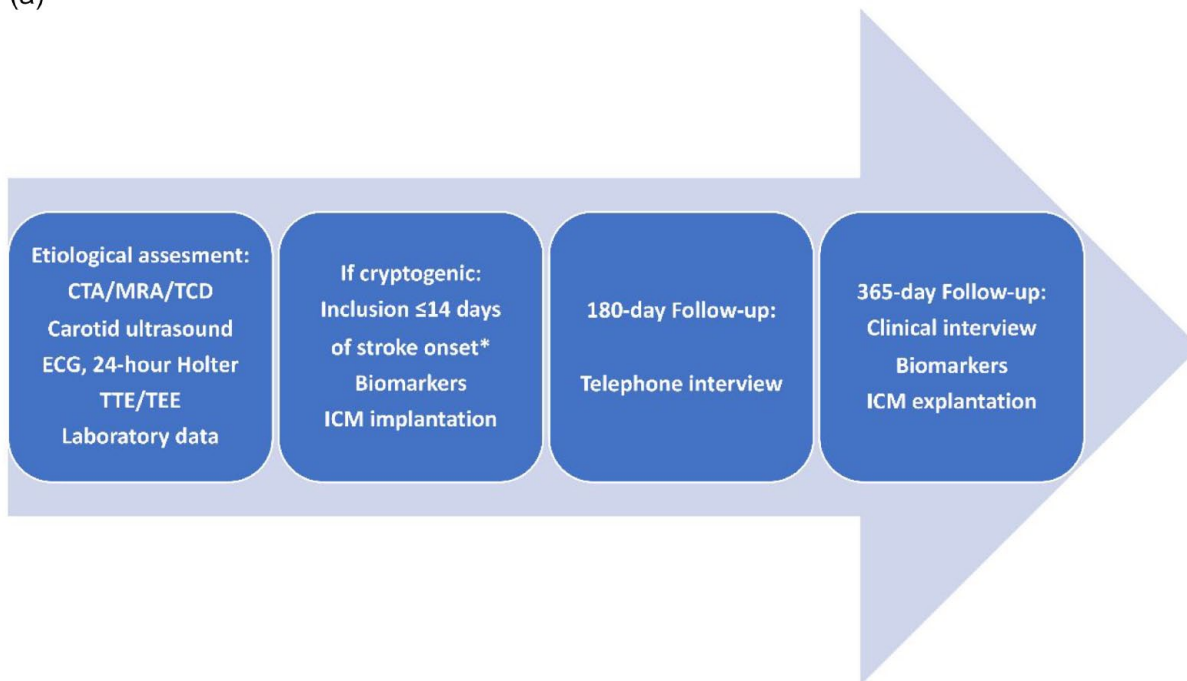 (a)
Etiological assesment:
CTA/MRA/TCD
Carotid ultrasound
ECG, 24-hour Holter
TTE/TEE
Laboratory data
If cryptogenic:
Inclusion ≤14 days
of stroke onset*
Biomarkers
ICM implantation
180-day Follow-up:
Telephone interview
365-day Follow-up:
Clinical interview
Biomarkers
ICM explantation